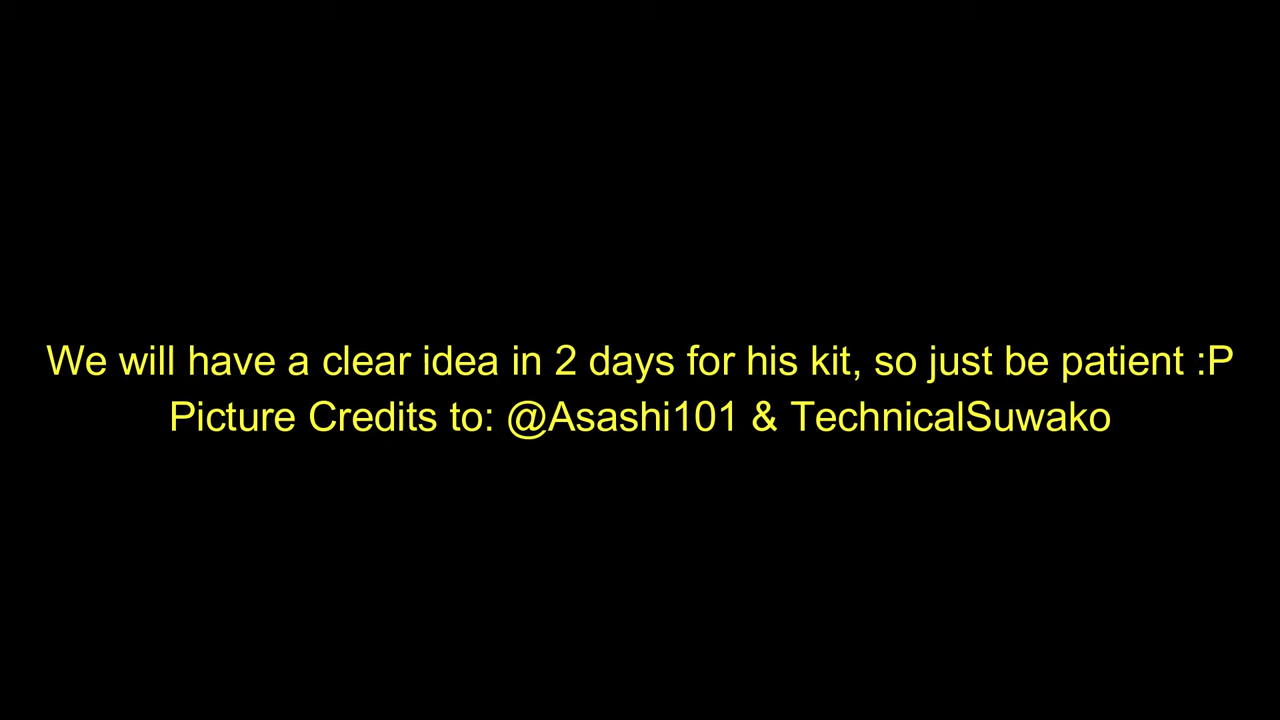 We will have a clear idea in 2 days for his kit, so just be patient :P
Picture Credits to: @Asashi101 & TechnicalSuwako